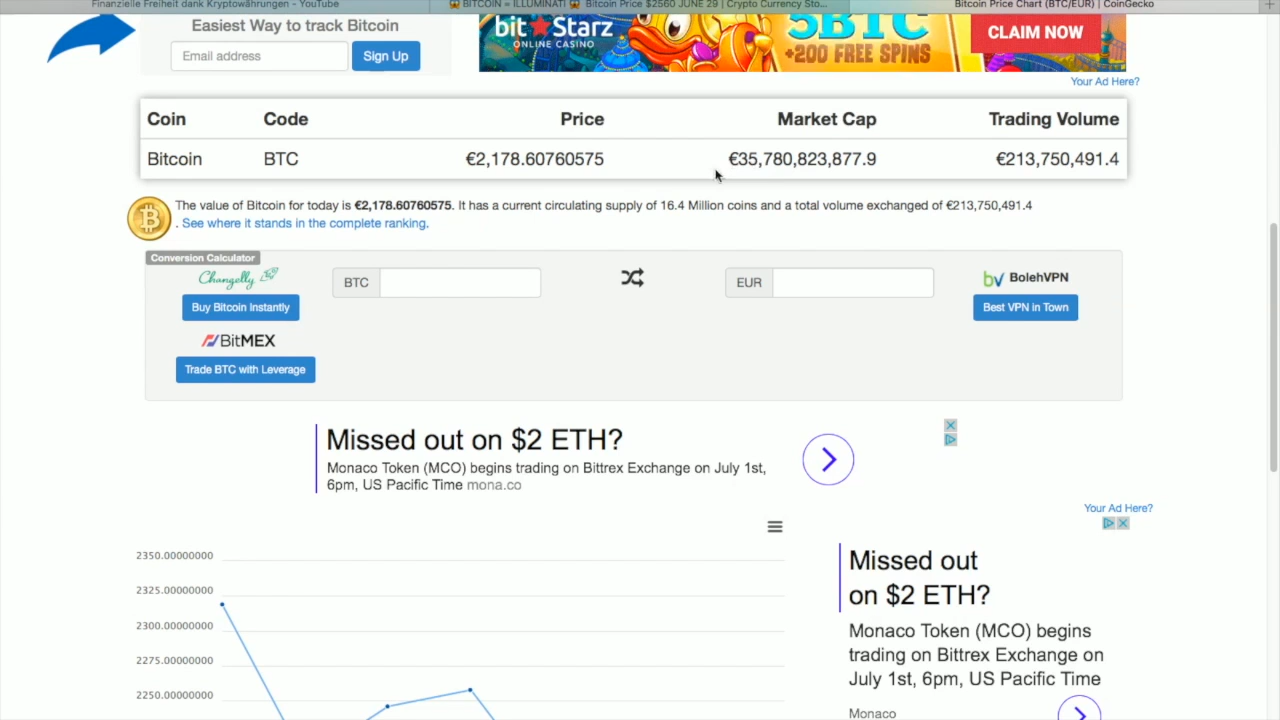 Finanzielle Freiheit dank Kryptowährungen - YouTube
😱 BITCOIN = ILLUMINATI 😱 Bitcoin Price $2560 JUNE 29 | Crypto Currency Sto...
Bitcoin Price Chart (BTC/EUR) | CoinGecko
Easiest Way to track Bitcoin
Email address
Sign Up
bit★Starz
ONLINE CASINO
5BTC
+200 FREE SPINS
CLAIM NOW
Your Ad Here?
Coin Code Price Market Cap Trading Volume
Bitcoin BTC €2,178.60760575 €35,780,823,877.9 €213,750,491.4
The value of Bitcoin for today is €2,178.60760575. It has a current circulating supply of 16.4 Million coins and a total volume exchanged of €213,750,491.4
. See where it stands in the complete ranking.
Conversion Calculator
Changelly
Buy Bitcoin Instantly
BitMEX
Trade BTC with Leverage
BTC
EUR
bv BolehVPN
Best VPN in Town
Missed out on $2 ETH?
Monaco Token (MCO) begins trading on Bittrex Exchange on July 1st,
6pm, US Pacific Time mona.co
Your Ad Here?
2350.00000000
2325.00000000
2300.00000000
2275.00000000
2250.00000000
Missed out
on $2 ETH?
Monaco Token (MCO) begins
trading on Bittrex Exchange on
July 1st, 6pm, US Pacific Time
Monaco